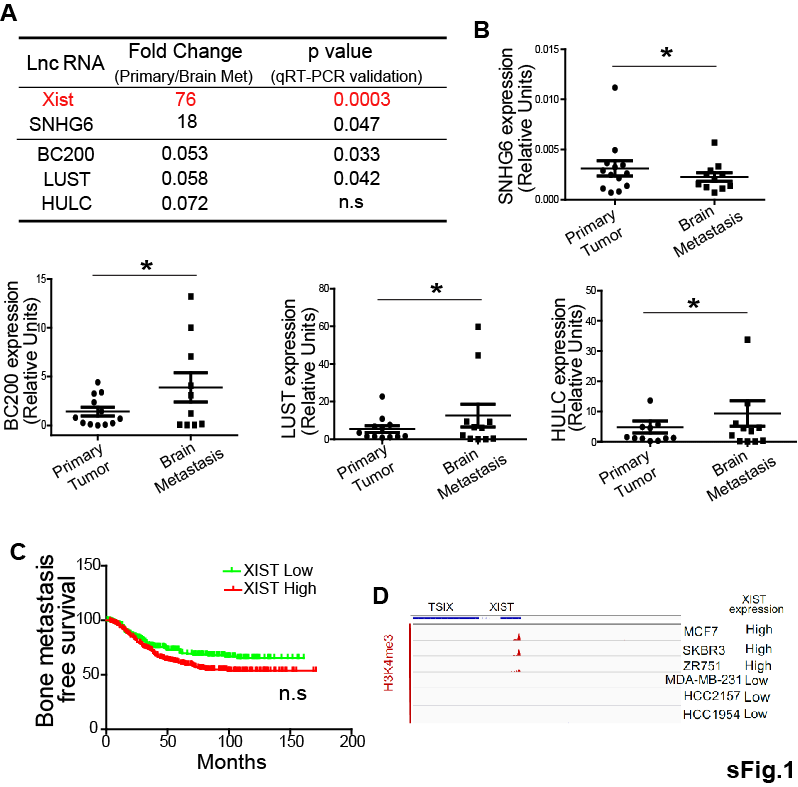 A
Lnc RNA Fold Change (Primary/Brain Met) p value (qRT-PCR validation)
Xist 76 0.0003
SNHG6 18 0.047
BC200 0.053 0.033
LUST 0.058 0.042
HULC 0.072 n.s
B
SNHG6 expression
(Relative Units)
0.015
0.010
0.005
0.000
*
Primary
Tumor
Brain
Metastasis
BC200 expression
(Relative Units)
15
10
5
0
*
Primary
Tumor
Brain
Metastasis
LUST expression
(Relative Units)
80
60
40
20
0
*
Primary
Tumor
Brain
Metastasis
HULC expression
(Relative Units)
50
40
30
20
10
0
*
Primary
Tumor
Brain
Metastasis
C
Bone metastasis
free survival
150
100
50
0
XIST Low
XIST High
n.s
0 50 100 150 200
Months
D
TSIX XIST
XIST
expression
H3K4me3
MCF7 High
SKBR3 High
ZR751 High
MDA-MB-231 Low
HCC2157 Low
HCC1954 Low
sFig.1